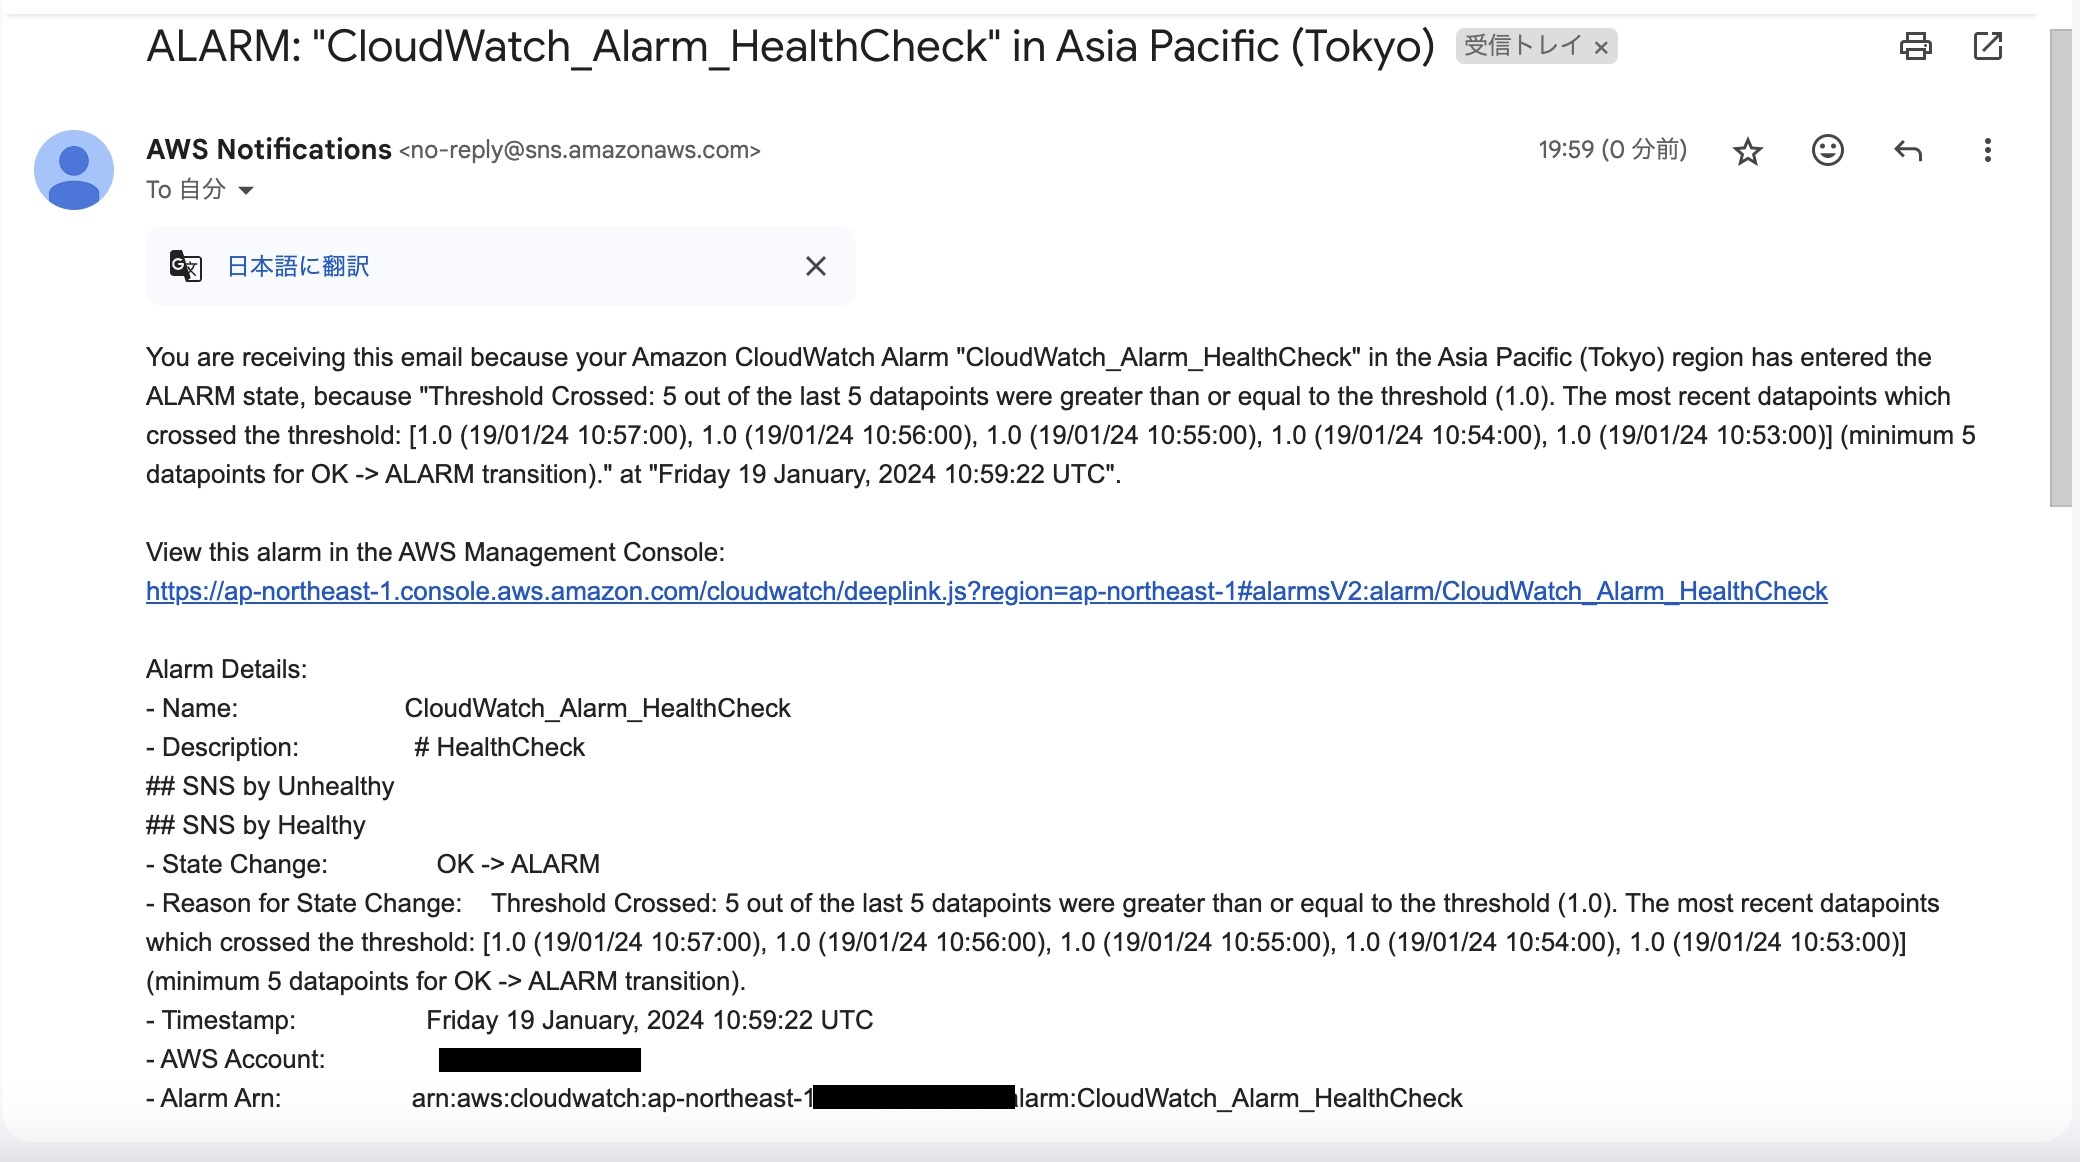 ALARM: "CloudWatch_Alarm_HealthCheck" in Asia Pacific (Tokyo) 受信トレイ ×
AWS Notifications <no-reply@sns.amazonaws.com> 19:59 (0 分前)
To 自分
日本語に翻訳
You are receiving this email because your Amazon CloudWatch Alarm "CloudWatch_Alarm_HealthCheck" in the Asia Pacific (Tokyo) region has entered the
ALARM state, because "Threshold Crossed: 5 out of the last 5 datapoints were greater than or equal to the threshold (1.0). The most recent datapoints which
crossed the threshold: [1.0 (19/01/24 10:57:00), 1.0 (19/01/24 10:56:00), 1.0 (19/01/24 10:55:00), 1.0 (19/01/24 10:54:00), 1.0 (19/01/24 10:53:00)] (minimum 5
datapoints for OK -> ALARM transition)." at "Friday 19 January, 2024 10:59:22 UTC".
View this alarm in the AWS Management Console:
https://ap-northeast-1.console.aws.amazon.com/cloudwatch/deeplink.js?region=ap-northeast-1#alarmsV2:alarm/CloudWatch_Alarm_HealthCheck
Alarm Details:
- Name: CloudWatch_Alarm_HealthCheck
- Description: # HealthCheck
## SNS by Unhealthy
## SNS by Healthy
- State Change: OK -> ALARM
- Reason for State Change: Threshold Crossed: 5 out of the last 5 datapoints were greater than or equal to the threshold (1.0). The most recent datapoints
which crossed the threshold: [1.0 (19/01/24 10:57:00), 1.0 (19/01/24 10:56:00), 1.0 (19/01/24 10:55:00), 1.0 (19/01/24 10:54:00), 1.0 (19/01/24 10:53:00)]
(minimum 5 datapoints for OK -> ALARM transition).
- Timestamp: Friday 19 January, 2024 10:59:22 UTC
- AWS Account:
- Alarm Arn: arn:aws:cloudwatch:ap-northeast-1 larm:CloudWatch_Alarm_HealthCheck